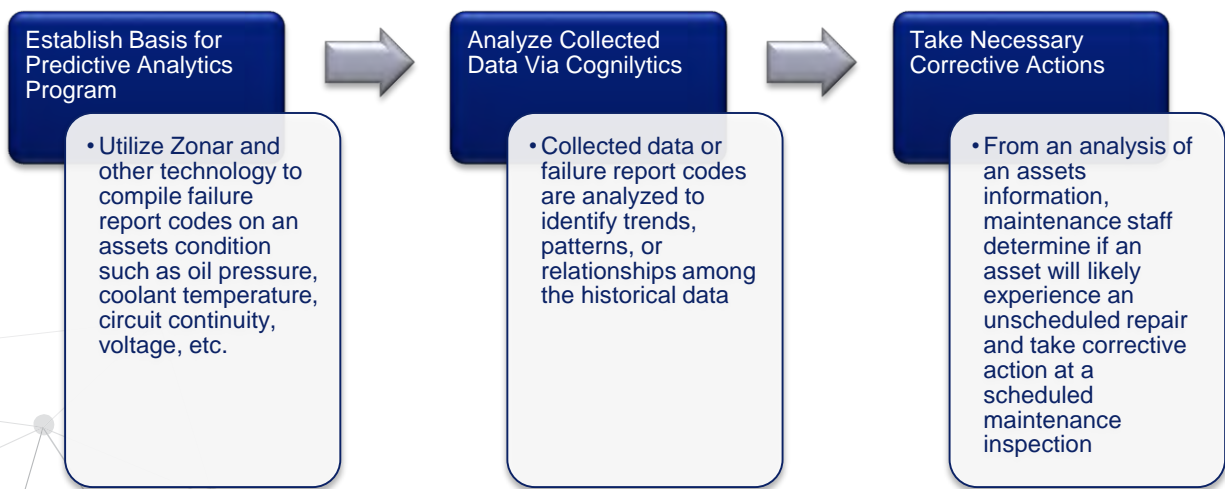 Establish Basis for
Predictive Analytics
Program
• Utilize Zonar and
other technology to
compile failure
report codes on an
assets condition
such as oil pressure,
coolant temperature,
circuit continuity,
voltage, etc.
Analyze Collected
Data Via Cognilytics
• Collected data or
failure report codes
are analyzed to
identify trends,
patterns, or
relationships among
the historical data
Take Necessary
Corrective Actions
• From an analysis of
an assets
information,
maintenance staff
determine if an
asset will likely
experience an
unscheduled repair
and take corrective
action at a
scheduled
maintenance
inspection